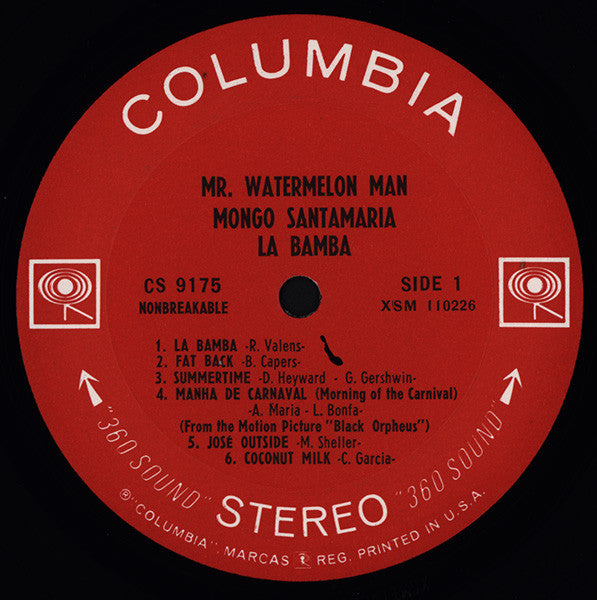 COLUMBIA
MR. WATERMELON MAN
MONGO SANTAMARIA
LA BAMBA
CS 9175
SIDE 1
NONBREAKABLE
XSM 110226
1. LA BAMBA -R. Valens-
2. FAT BACK -B. Capers-
3. SUMMERTIME -D. Heyward - G. Gershwin-
4. MANHA DE CARNAVAL (Morning of the Carnival)
-A. Maria - L. Bonfa-
(From the Motion Picture "Black Orpheus")
5. JOSÉ OUTSIDE -M. Sheller-
6. COCONUT MILK -C. Garcia-
"360 SOUND"
STEREO
"360 SOUND"
® "COLUMBIA", MARCAS REG. PRINTED IN U.S.A.